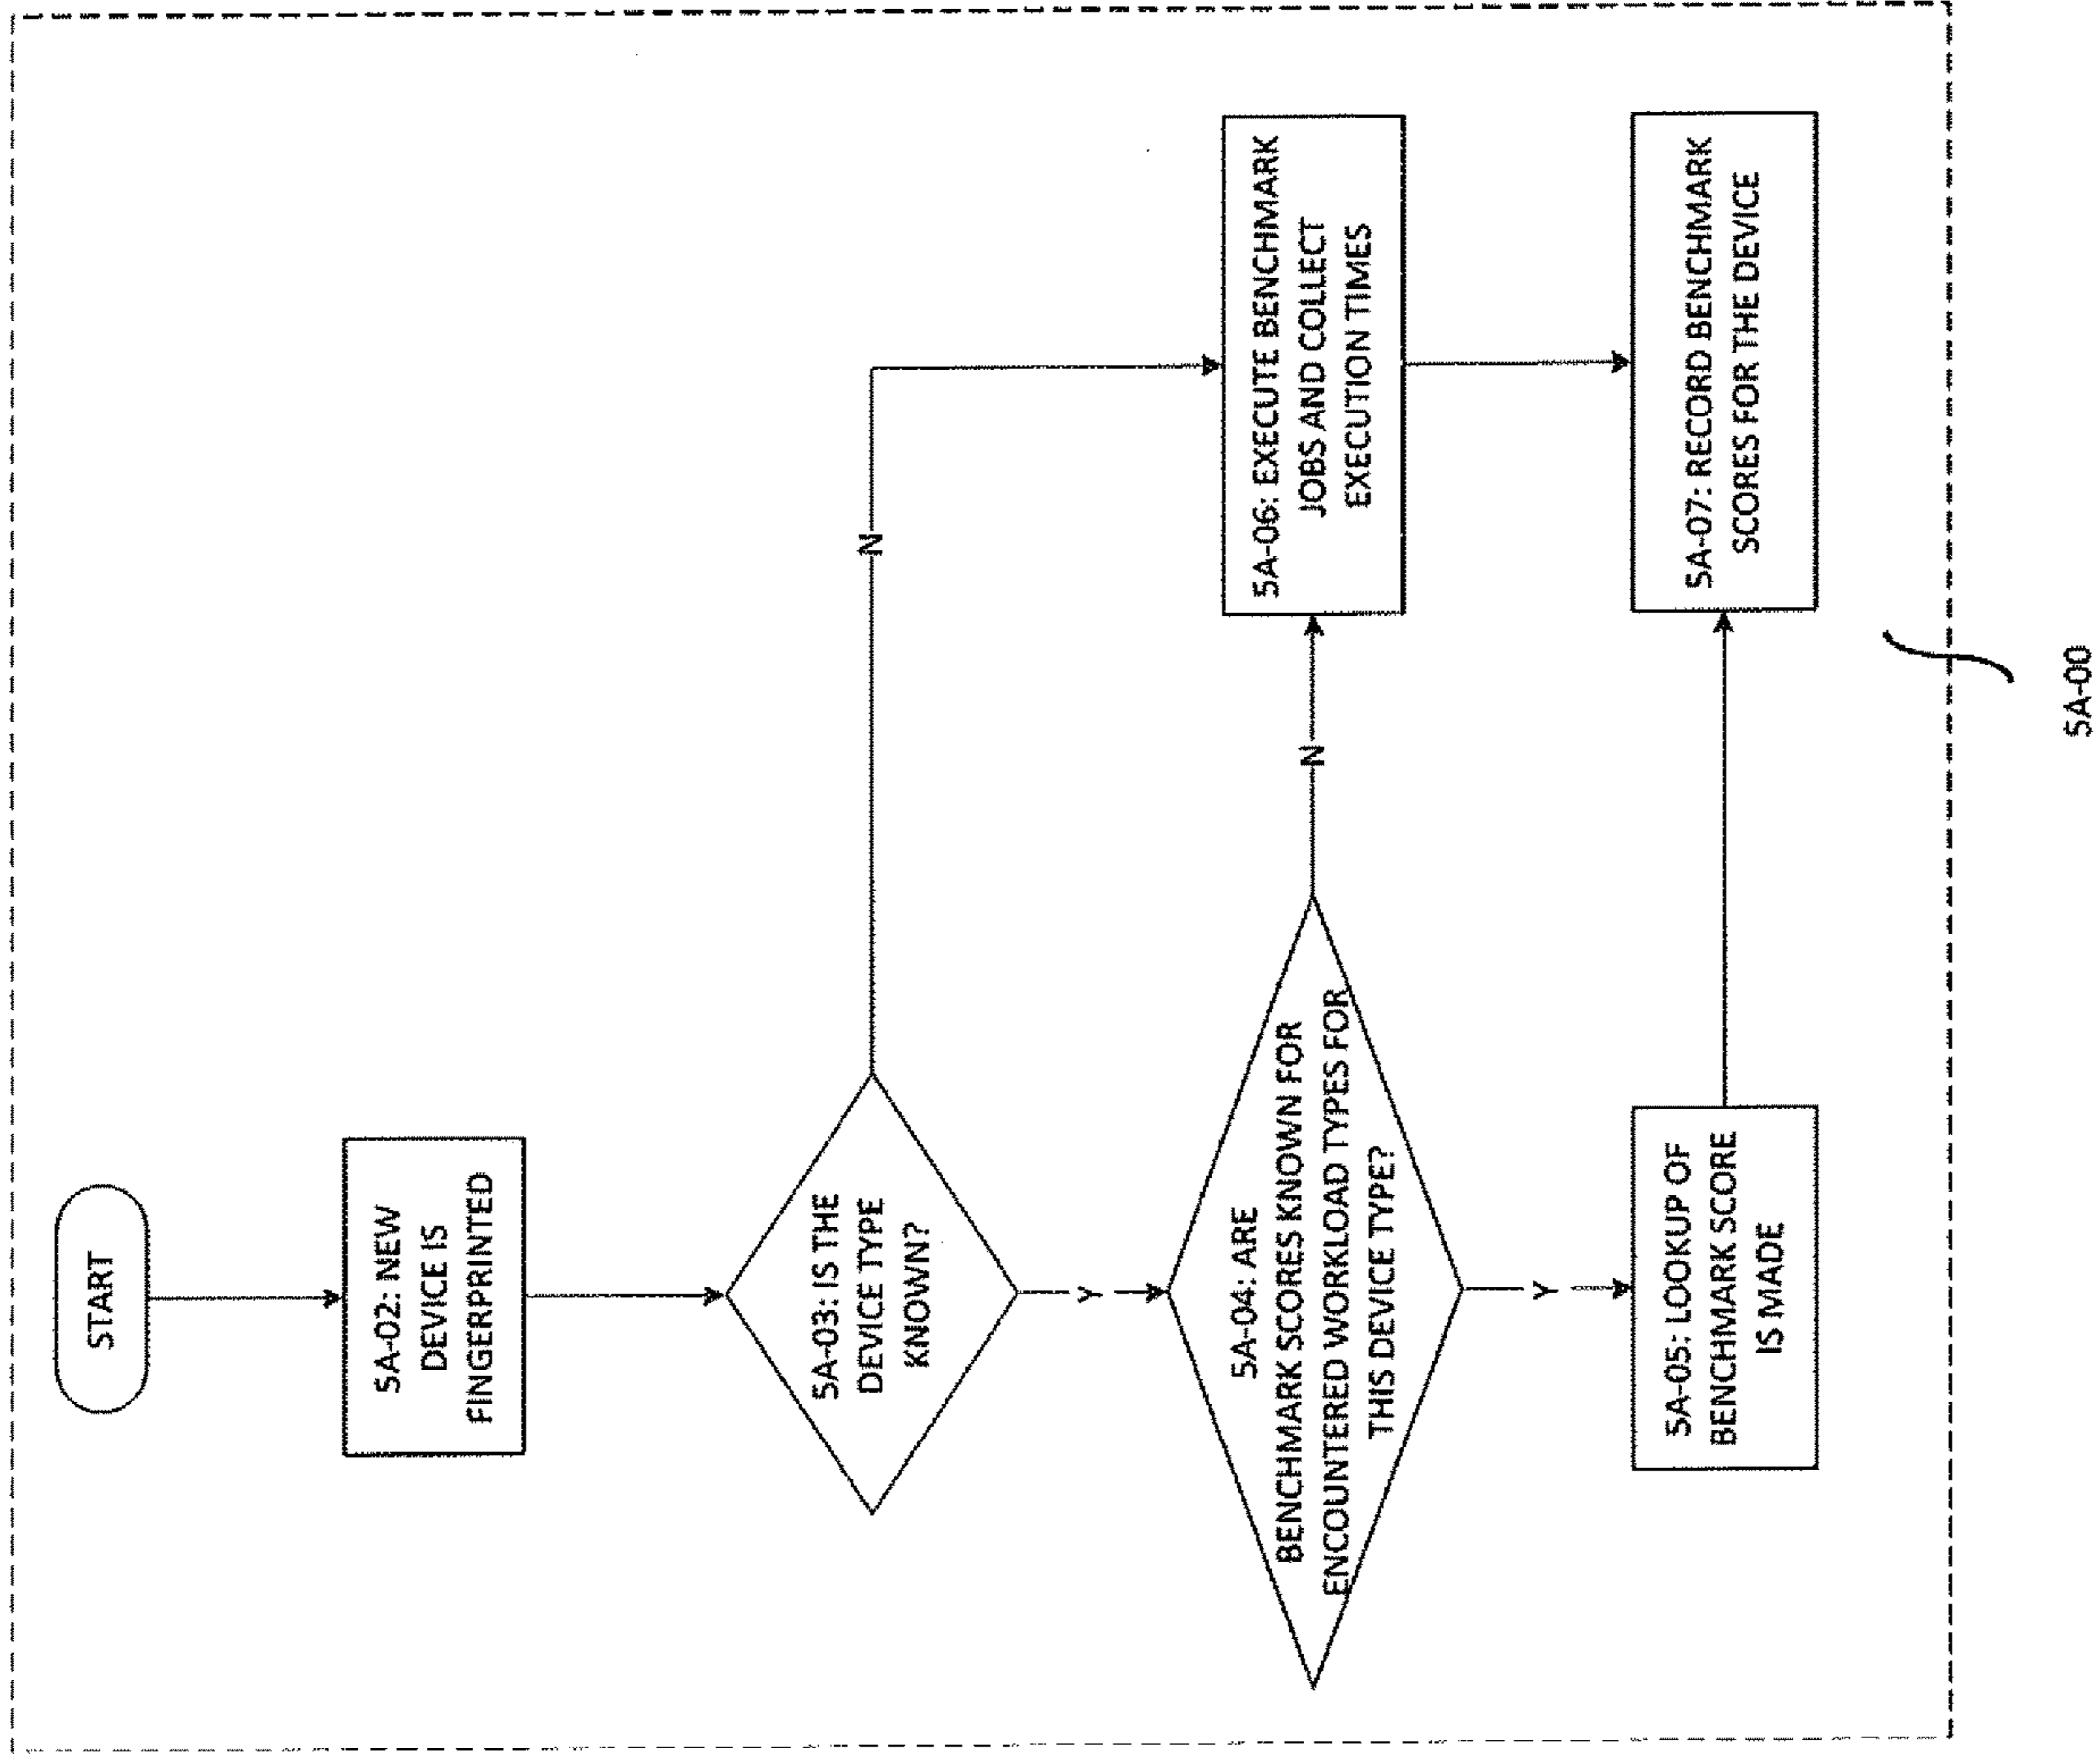 START
5A-02: NEW
DEVICE IS
FINGERPRINTED
5A-03: IS THE
DEVICE TYPE
KNOWN?
N
Y
5A-04: ARE
BENCHMARK SCORES KNOWN FOR
ENCOUNTERED WORKLOAD TYPES FOR
THIS DEVICE TYPE?
N
5A-06: EXECUTE BENCHMARK
JOBS AND COLLECT
EXECUTION TIMES
Y
5A-05: LOOKUP OF
BENCHMARK SCORE
IS MADE
5A-07: RECORD BENCHMARK
SCORES FOR THE DEVICE
5A-00